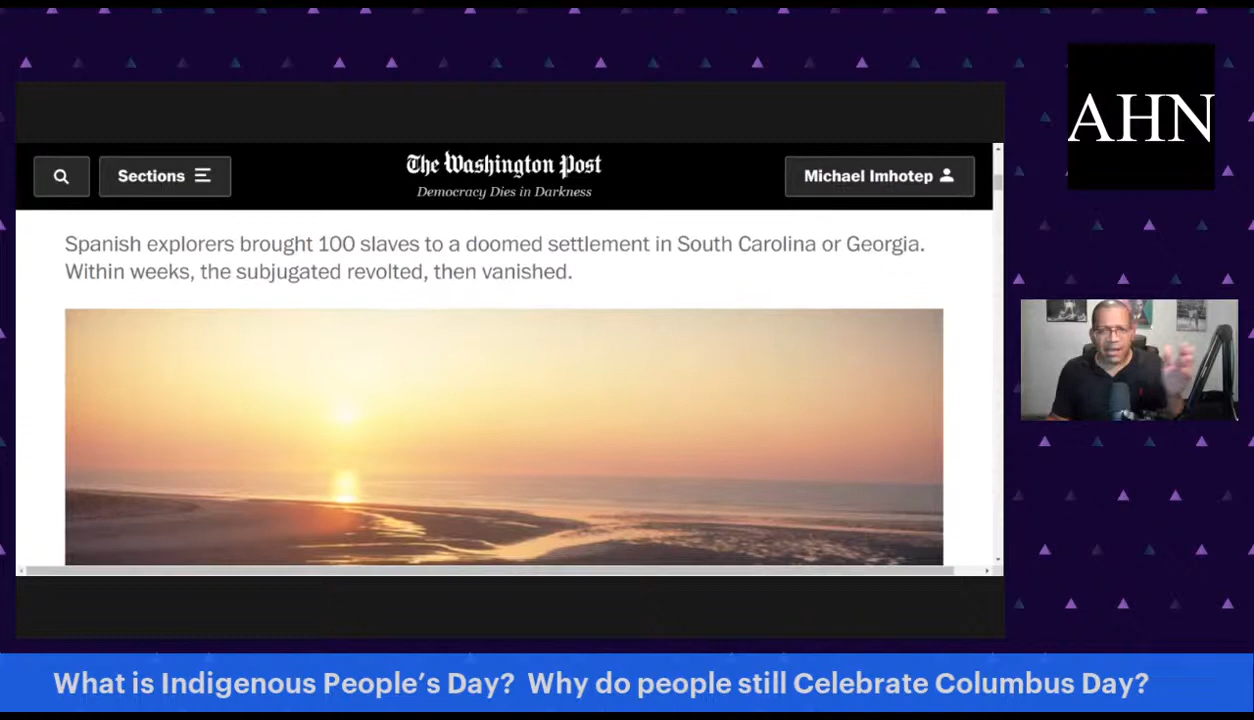 AHN
Sections
The Washington Post
Democracy Dies in Darkness
Michael Imhotep
Spanish explorers brought 100 slaves to a doomed settlement in South Carolina or Georgia.
Within weeks, the subjugated revolted, then vanished.
What is Indigenous People’s Day? Why do people still Celebrate Columbus Day?